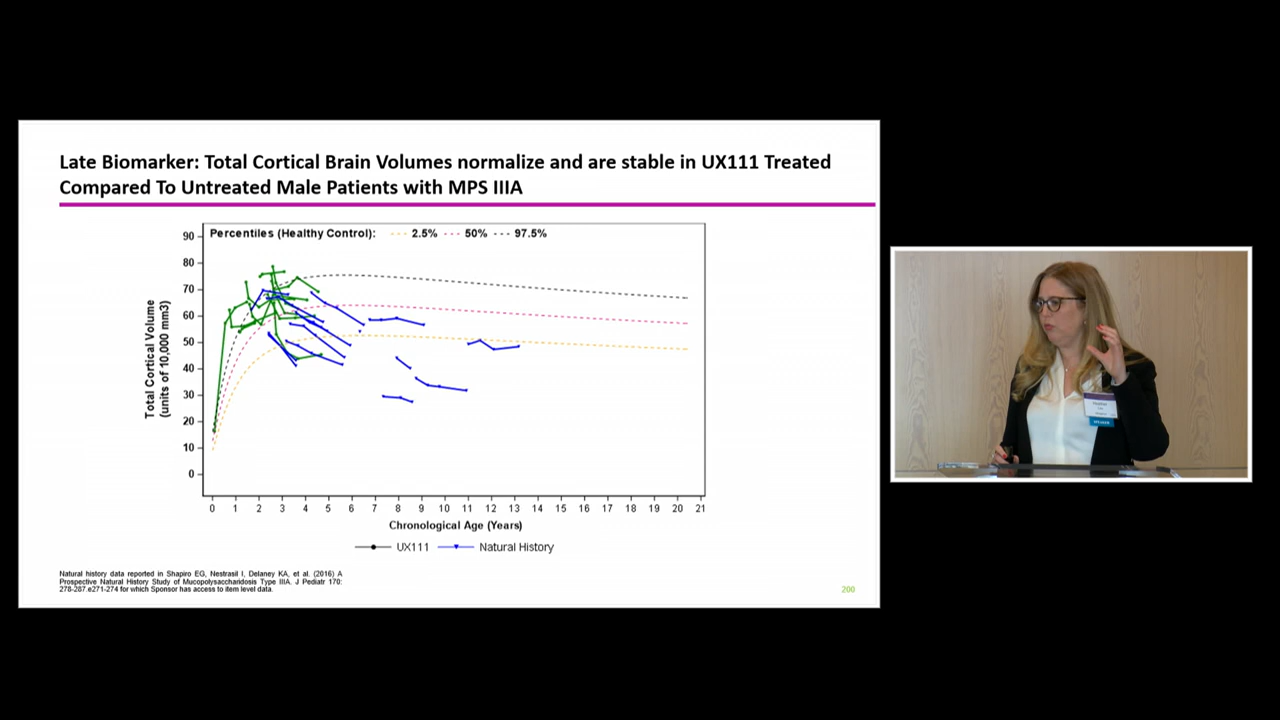 Late Biomarker: Total Cortical Brain Volumes normalize and are stable in UX111 Treated
Compared To Untreated Male Patients with MPS IIIA
Percentiles (Healthy Control): 2.5% 50% 97.5%
Total Cortical Volume
(units of 10,000 mm3)
90
80
70
60
50
40
30
20
10
0
0 1 2 3 4 5 6 7 8 9 10 11 12 13 14 15 16 17 18 19 20 21
Chronological Age (Years)
UX111 Natural History
Natural history data reported in Shapiro EG, Nestrasil I, Delaney KA, et al. (2016) A
Prospective Natural History Study of Mucopolysaccharidosis Type IIIA. J Pediatr 170:
278-287.e271-274 for which Sponsor has access to item level data.
200
SPEAKER